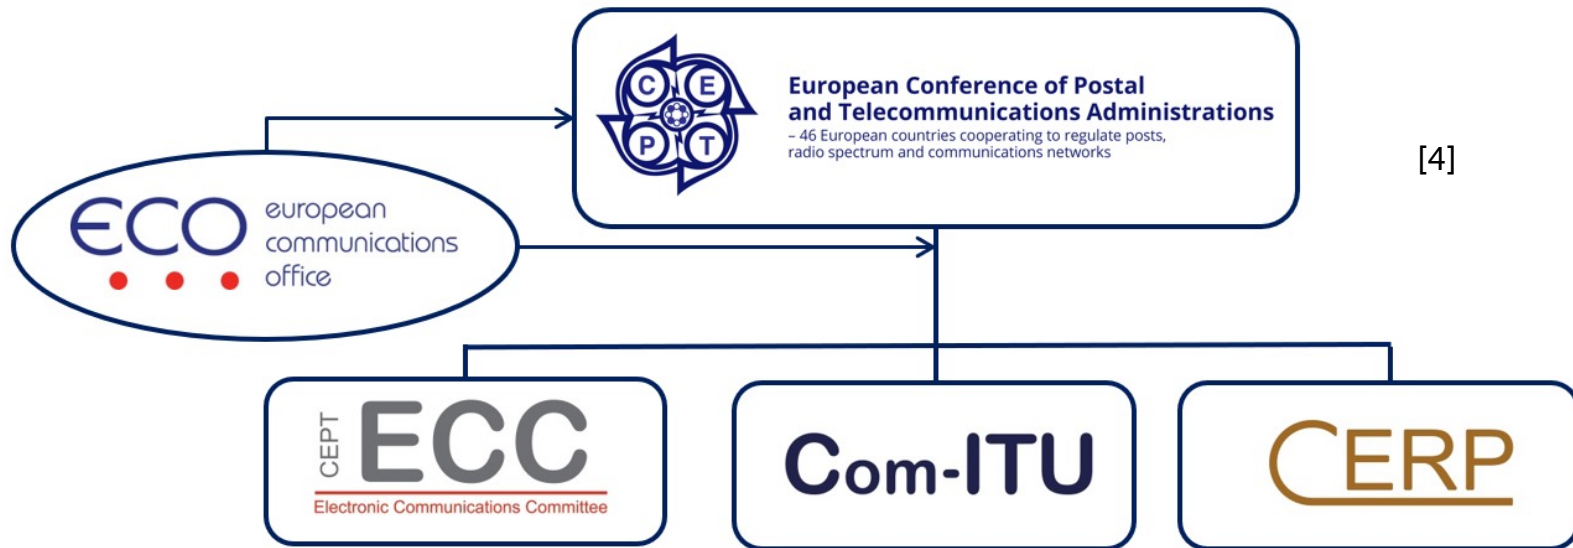 C E
P T
European Conference of Postal
and Telecommunications Administrations
– 46 European countries cooperating to regulate posts,
radio spectrum and communications networks
[4]
ECO
european
communications
office
CEPT
ECC
Electronic Communications Committee
Com-ITU
CERP